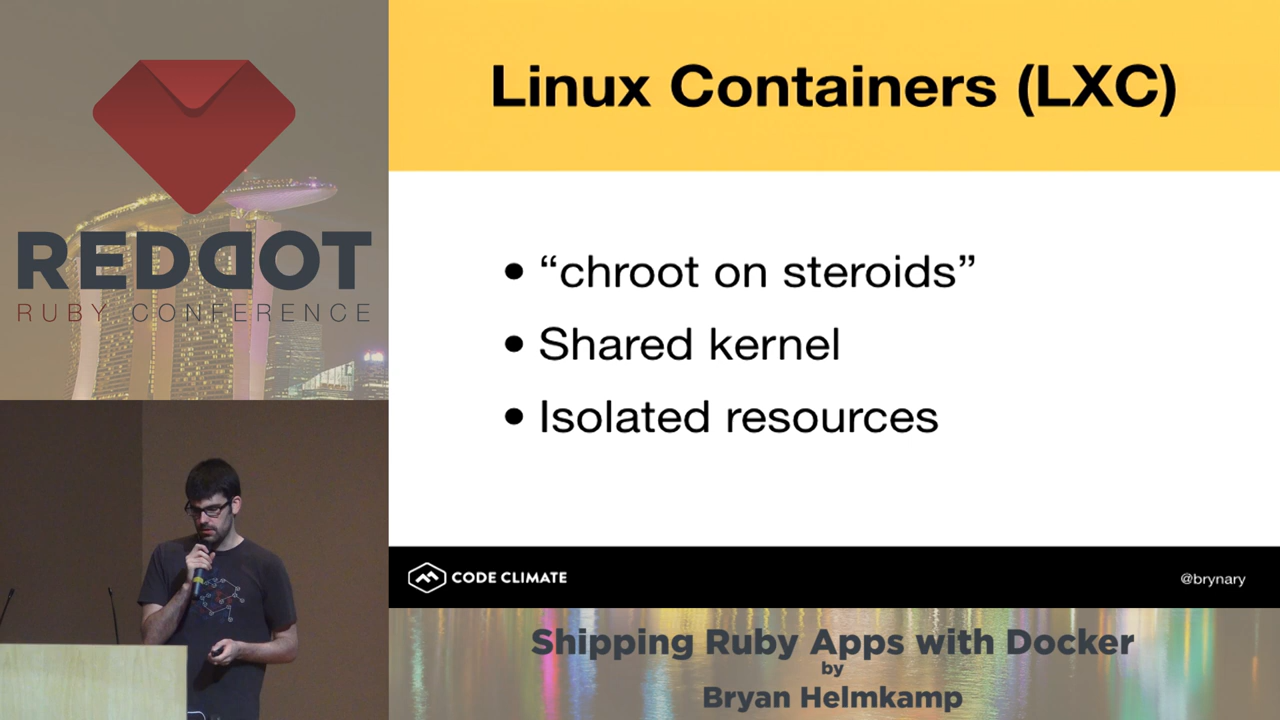 REDDOT
RUBY CONFERENCE
Linux Containers (LXC)
• “chroot on steroids”
• Shared kernel
• Isolated resources
CODE CLIMATE
@brynary
Shipping Ruby Apps with Docker
by
Bryan Helmkamp